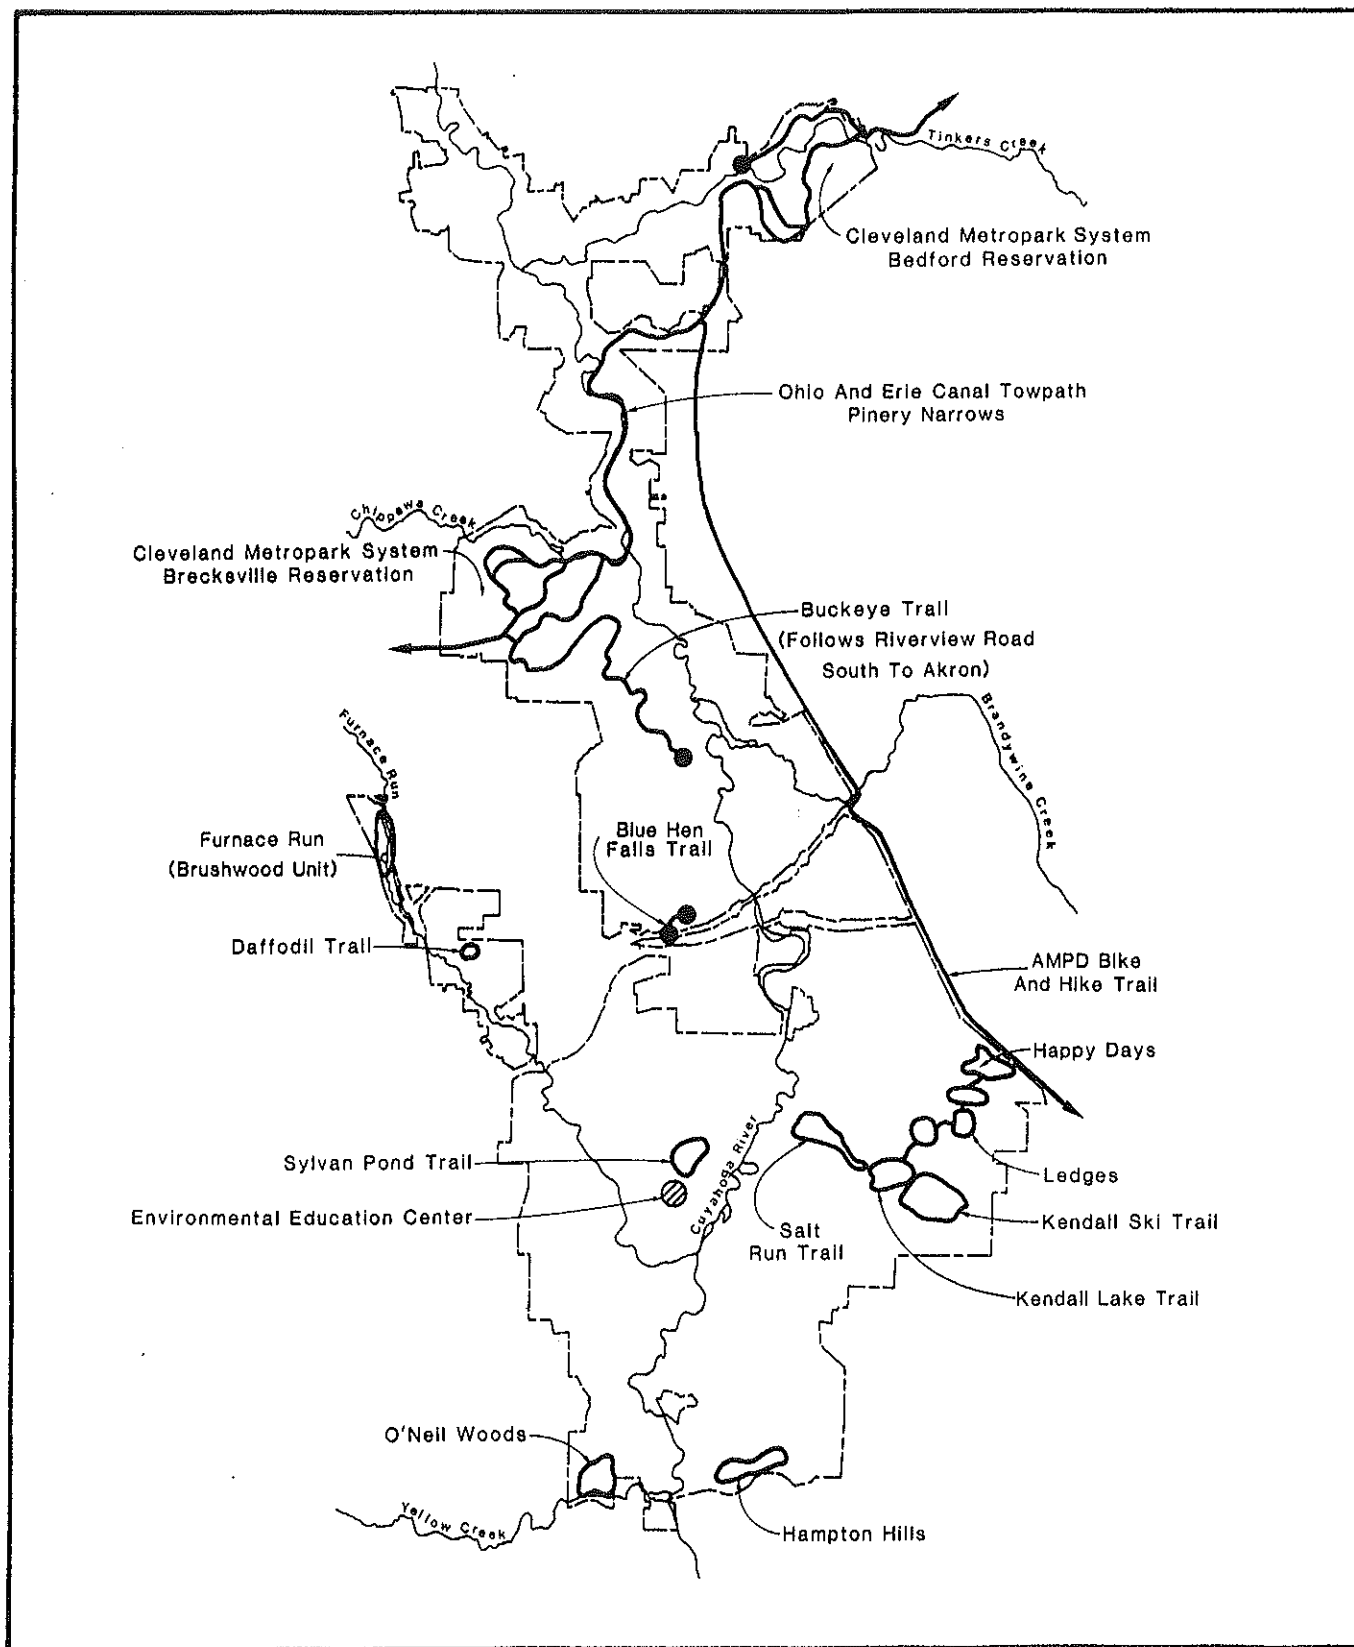 Tinkers Creek
Cleveland Metropark System
Bedford Reservation
Ohio And Erie Canal Towpath
Pinery Narrows
Chippewa Creek
Cleveland Metropark System
Brecksville Reservation
Buckeye Trail
(Follows Riverview Road
South To Akron)
Furnace Run
Brandywine Creek
Furnace Run
(Brushwood Unit)
Blue Hen
Falls Trail
Daffodil Trail
AMPD Bike
And Hike Trail
Happy Days
Sylvan Pond Trail
Cuyahoga River
Ledges
Environmental Education Center
Salt
Run Trail
Kendall Ski Trail
Kendall Lake Trail
O'Neil Woods
Yellow Creek
Hampton Hills